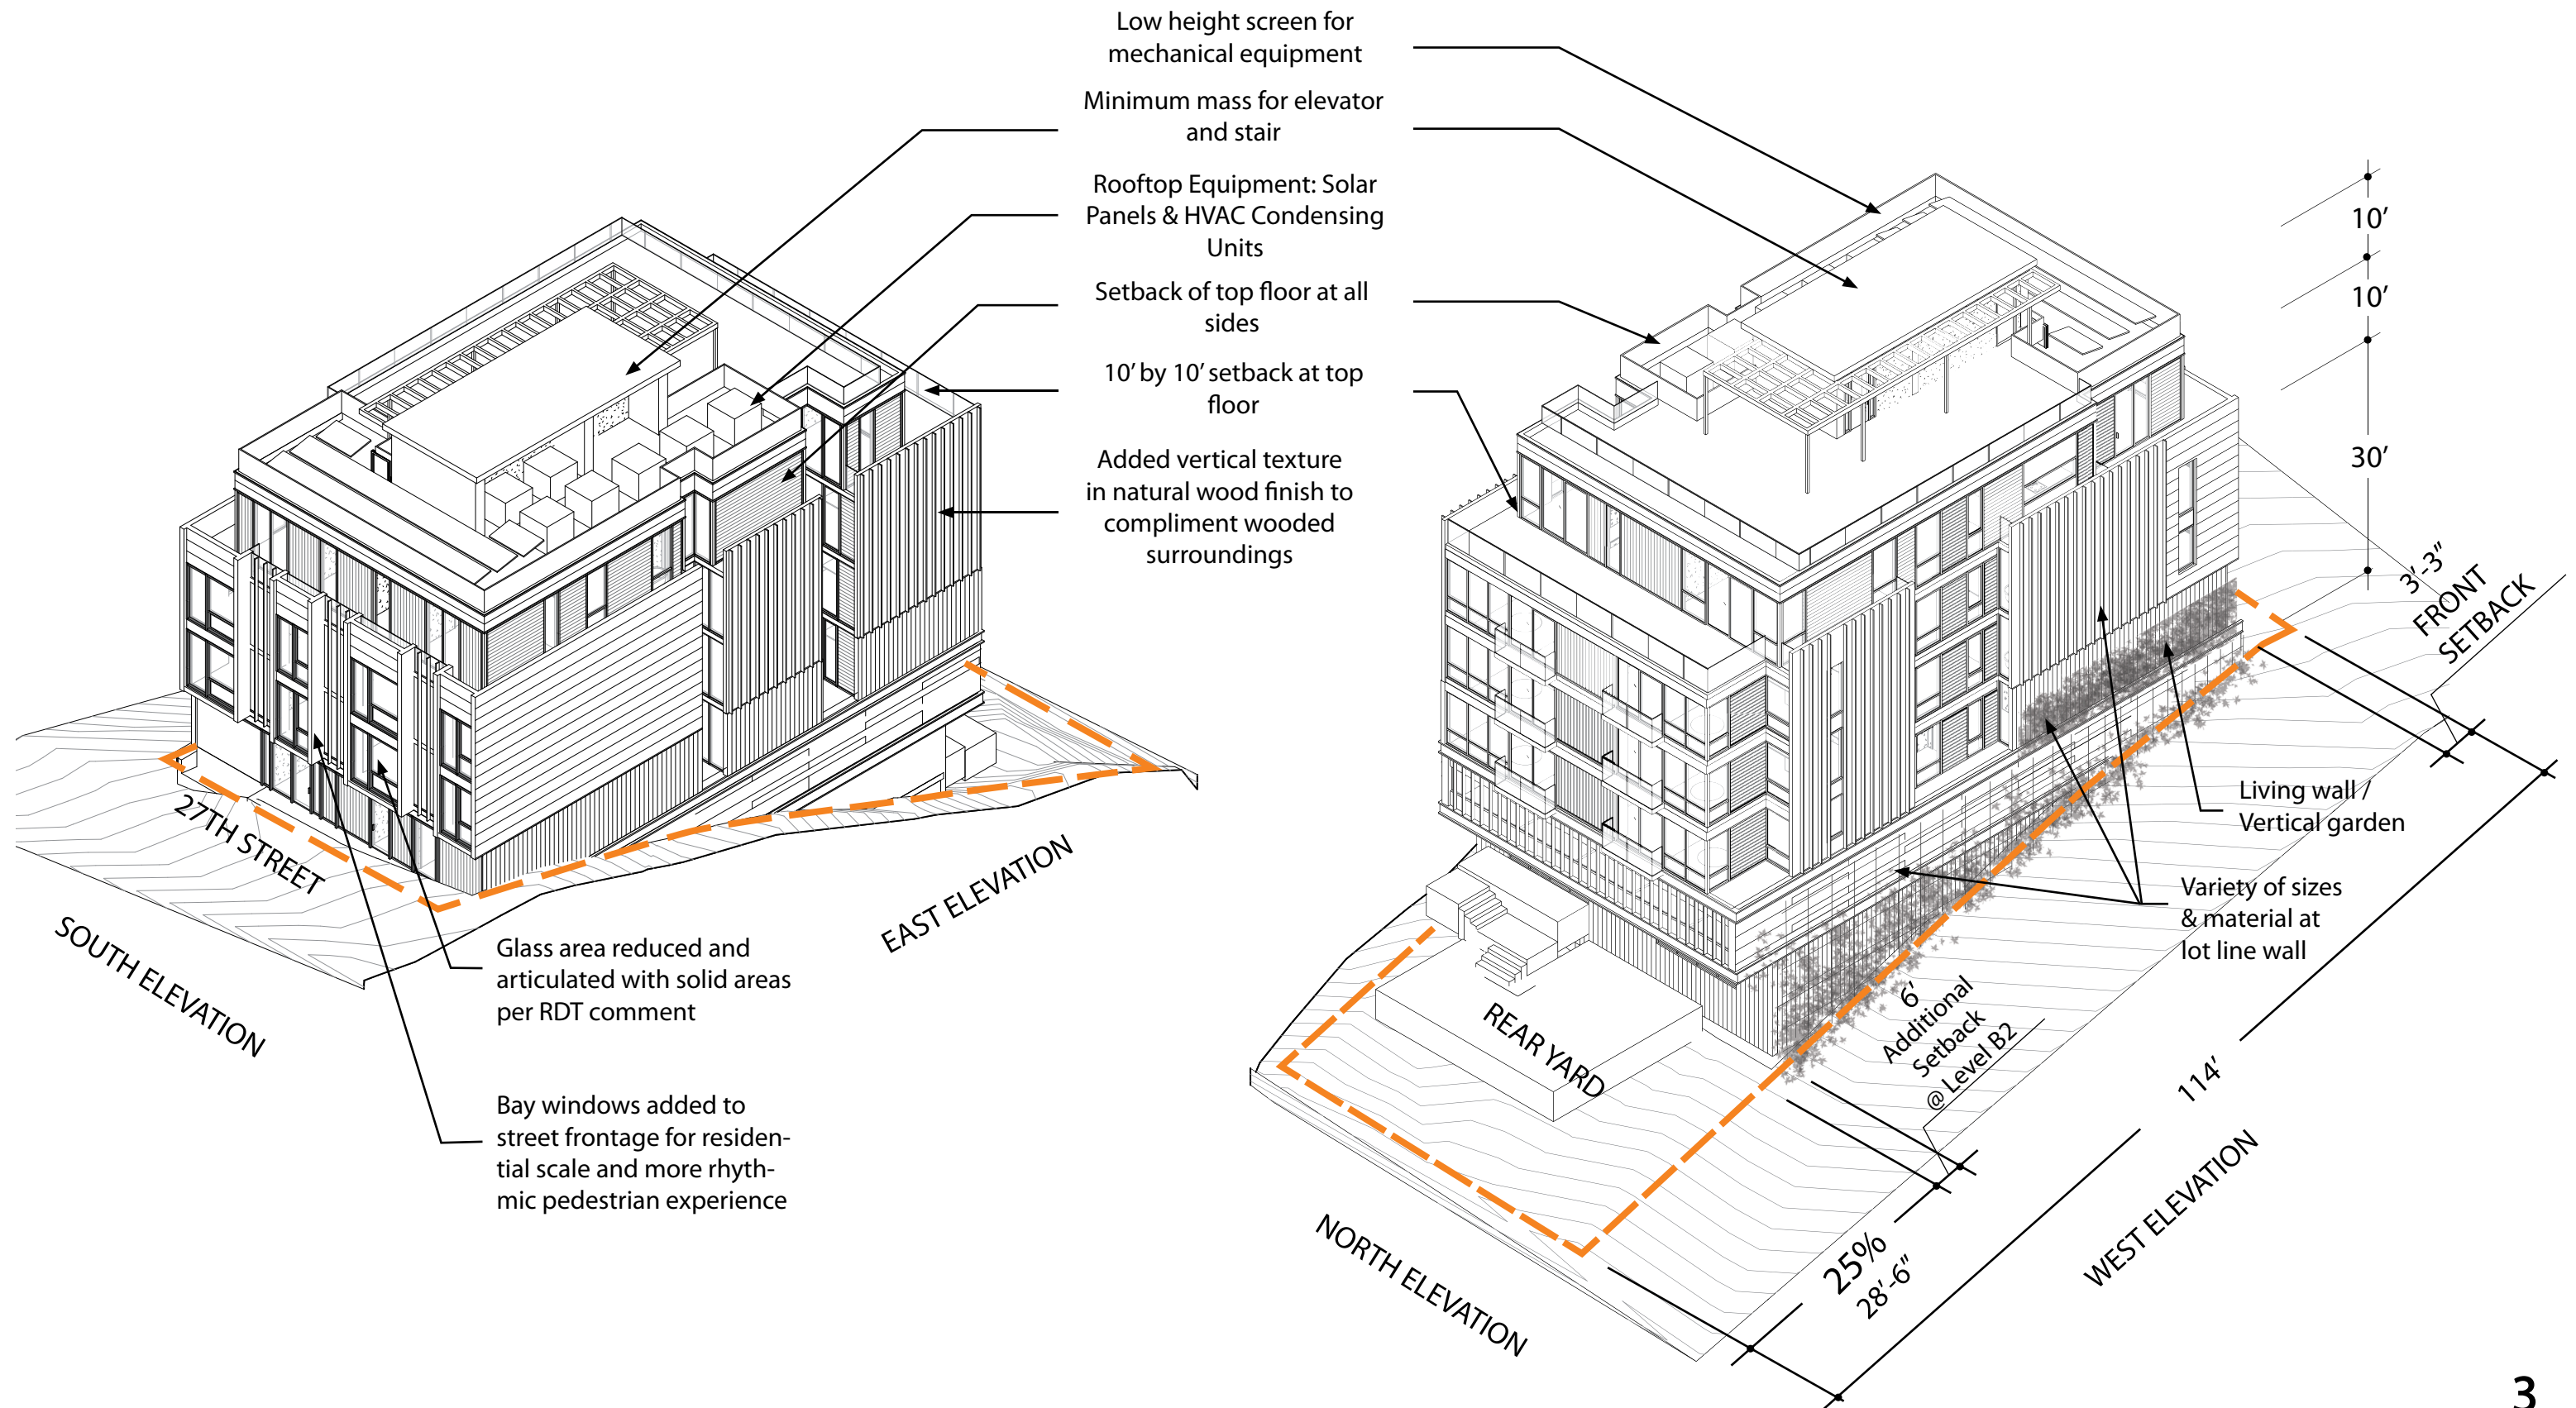 Low height screen for
mechanical equipment
Minimum mass for elevator
and stair
Rooftop Equipment: Solar
Panels & HVAC Condensing
Units
Setback of top floor at all
sides
10’ by 10’ setback at top
floor
Added vertical texture
in natural wood finish to
compliment wooded
surroundings
27TH STREET
SOUTH ELEVATION
EAST ELEVATION
Glass area reduced and
articulated with solid areas
per RDT comment
Bay windows added to
street frontage for residen-
tial scale and more rhyth-
mic pedestrian experience
10’
10’
30’
3’-3”
FRONT
SETBACK
Living wall /
Vertical garden
Variety of sizes
& material at
lot line wall
6’
Additional
Setback
@ Level B2
REAR YARD
114’
25%
28’-6”
NORTH ELEVATION
WEST ELEVATION
3